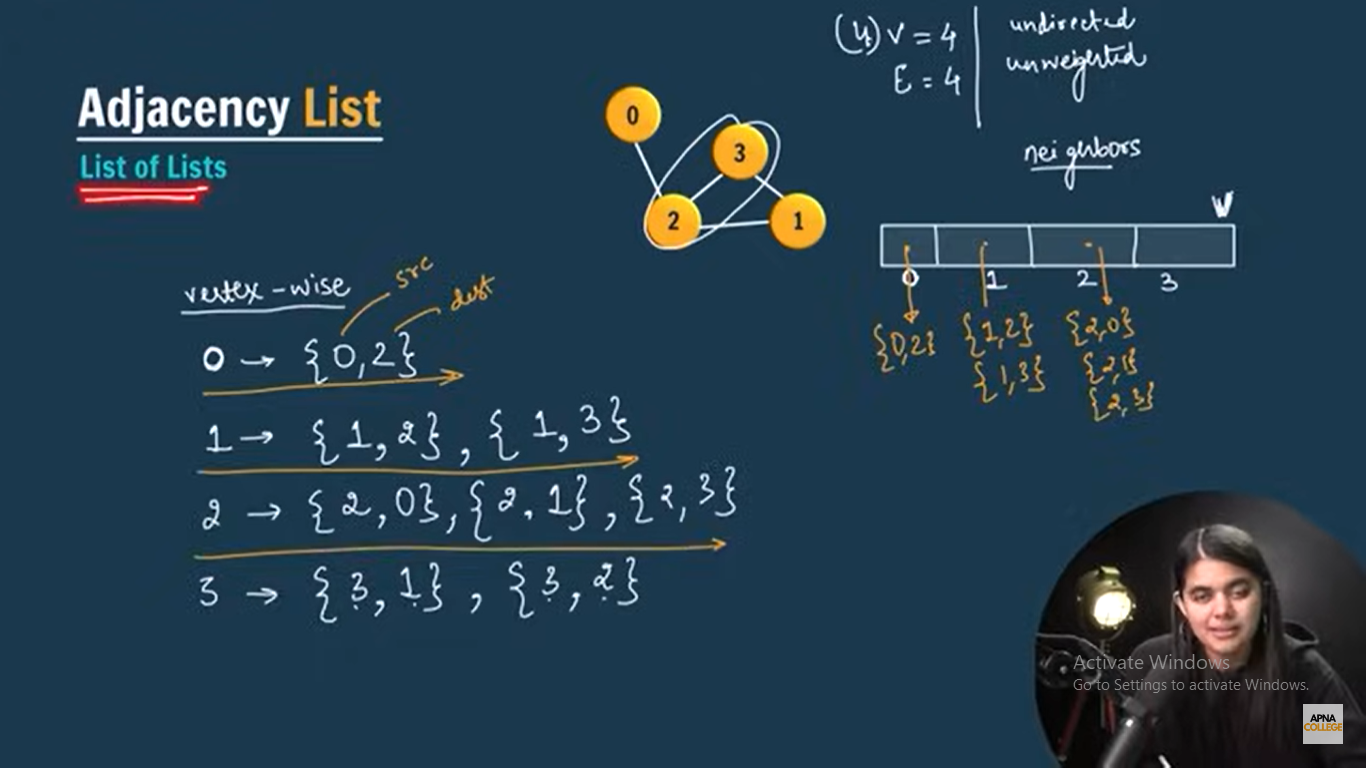 Adjacency List
List of Lists
(4) V = 4
E = 4
undirected
unweighted
neighbors
0
3
2
1
V
0 1 2 3
{0,2} {1,2} {2,0}
{1,3} {2,1}
{2,3}
vertex-wise
src
dest
0 → {0,2}
1 → {1,2}, {1,3}
2 → {2,0}, {2,1}, {2,3}
3 → {3,1}, {3,2}
Activate Windows
Go to Settings to activate Windows.
APNA
COLLEGE